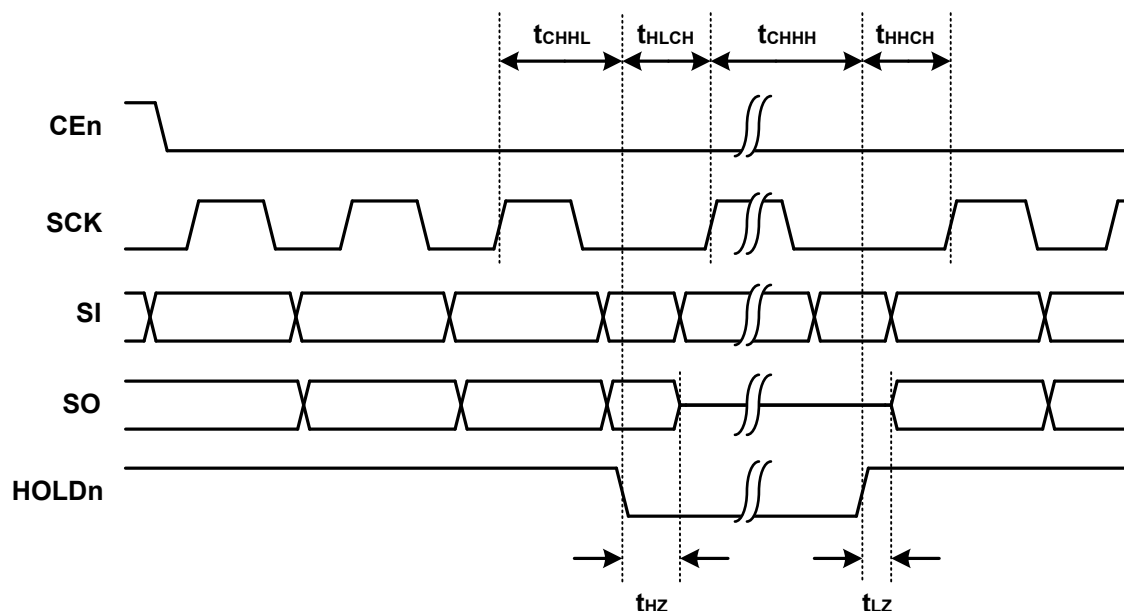 tCHHL tHLCH tCHHH tHHCH
CEn
SCK
SI
SO
HOLDn
tHZ tLZ